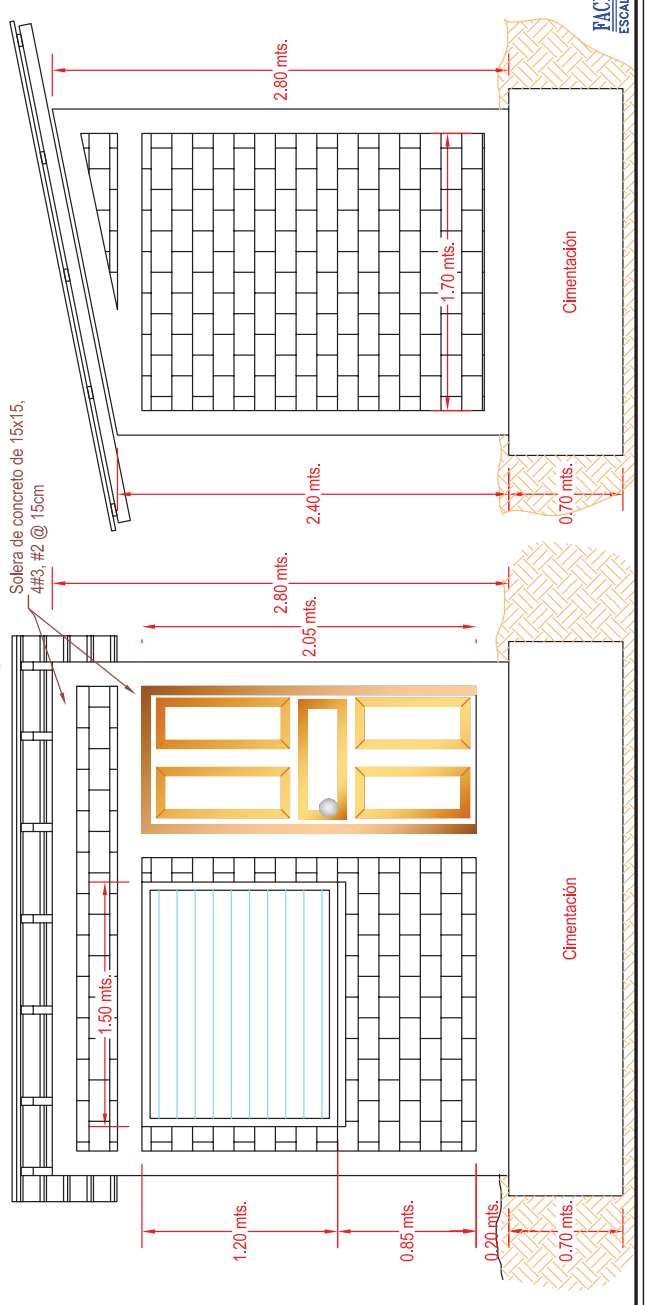 Solera de concreto de 15x15,
4#3, #2 @ 15cm
1.50 mts.
1.20 mts.
0.85 mts.
0.20 mts.
0.70 mts.
2.05 mts.
2.80 mts.
Cimentación
2.40 mts.
0.70 mts.
1.70 mts.
2.80 mts.
Cimentación
ESCAL